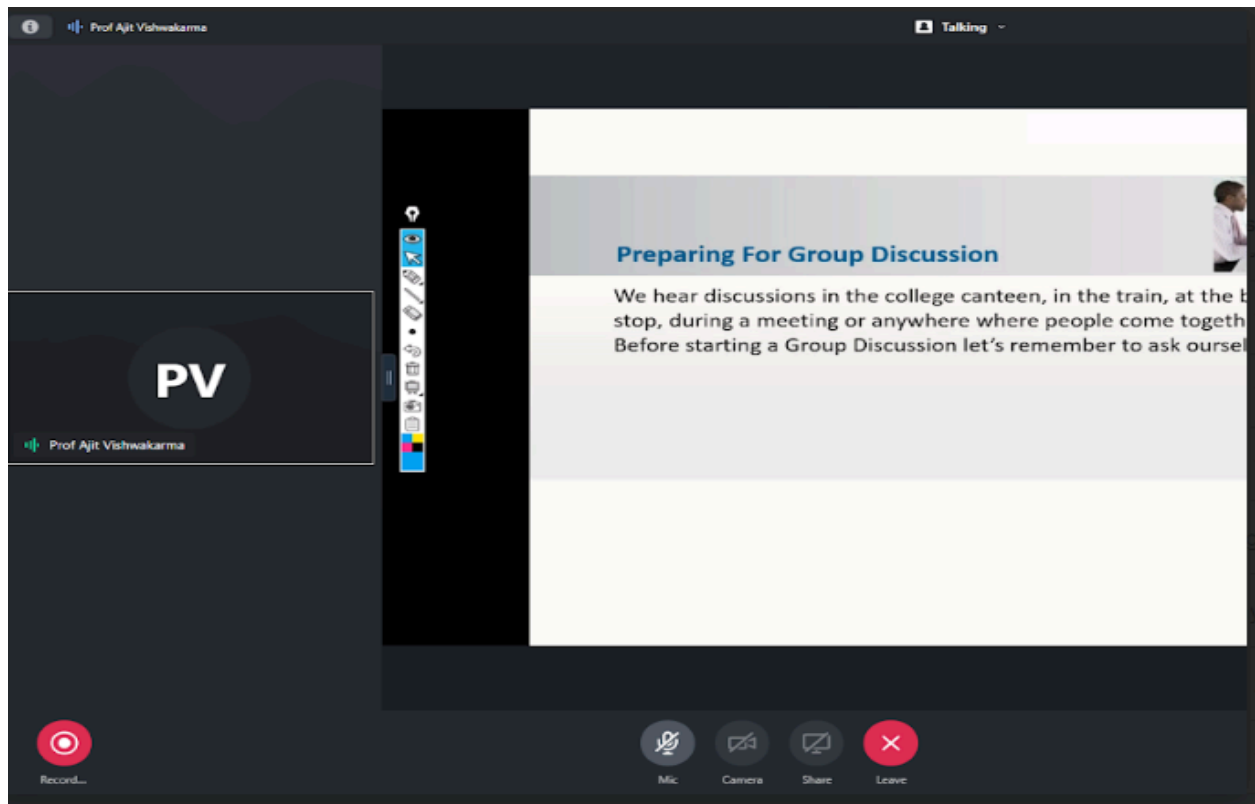 Prof Ajit Vishwakarma
Talking
Preparing For Group Discussion
We hear discussions in the college canteen, in the train, at the
stop, during a meeting or anywhere where people come togeth
Before starting a Group Discussion let's remember to ask oursel
PV
Prof Ajit Vishwakarma
Record...
Mic
Camera
Share
Leave